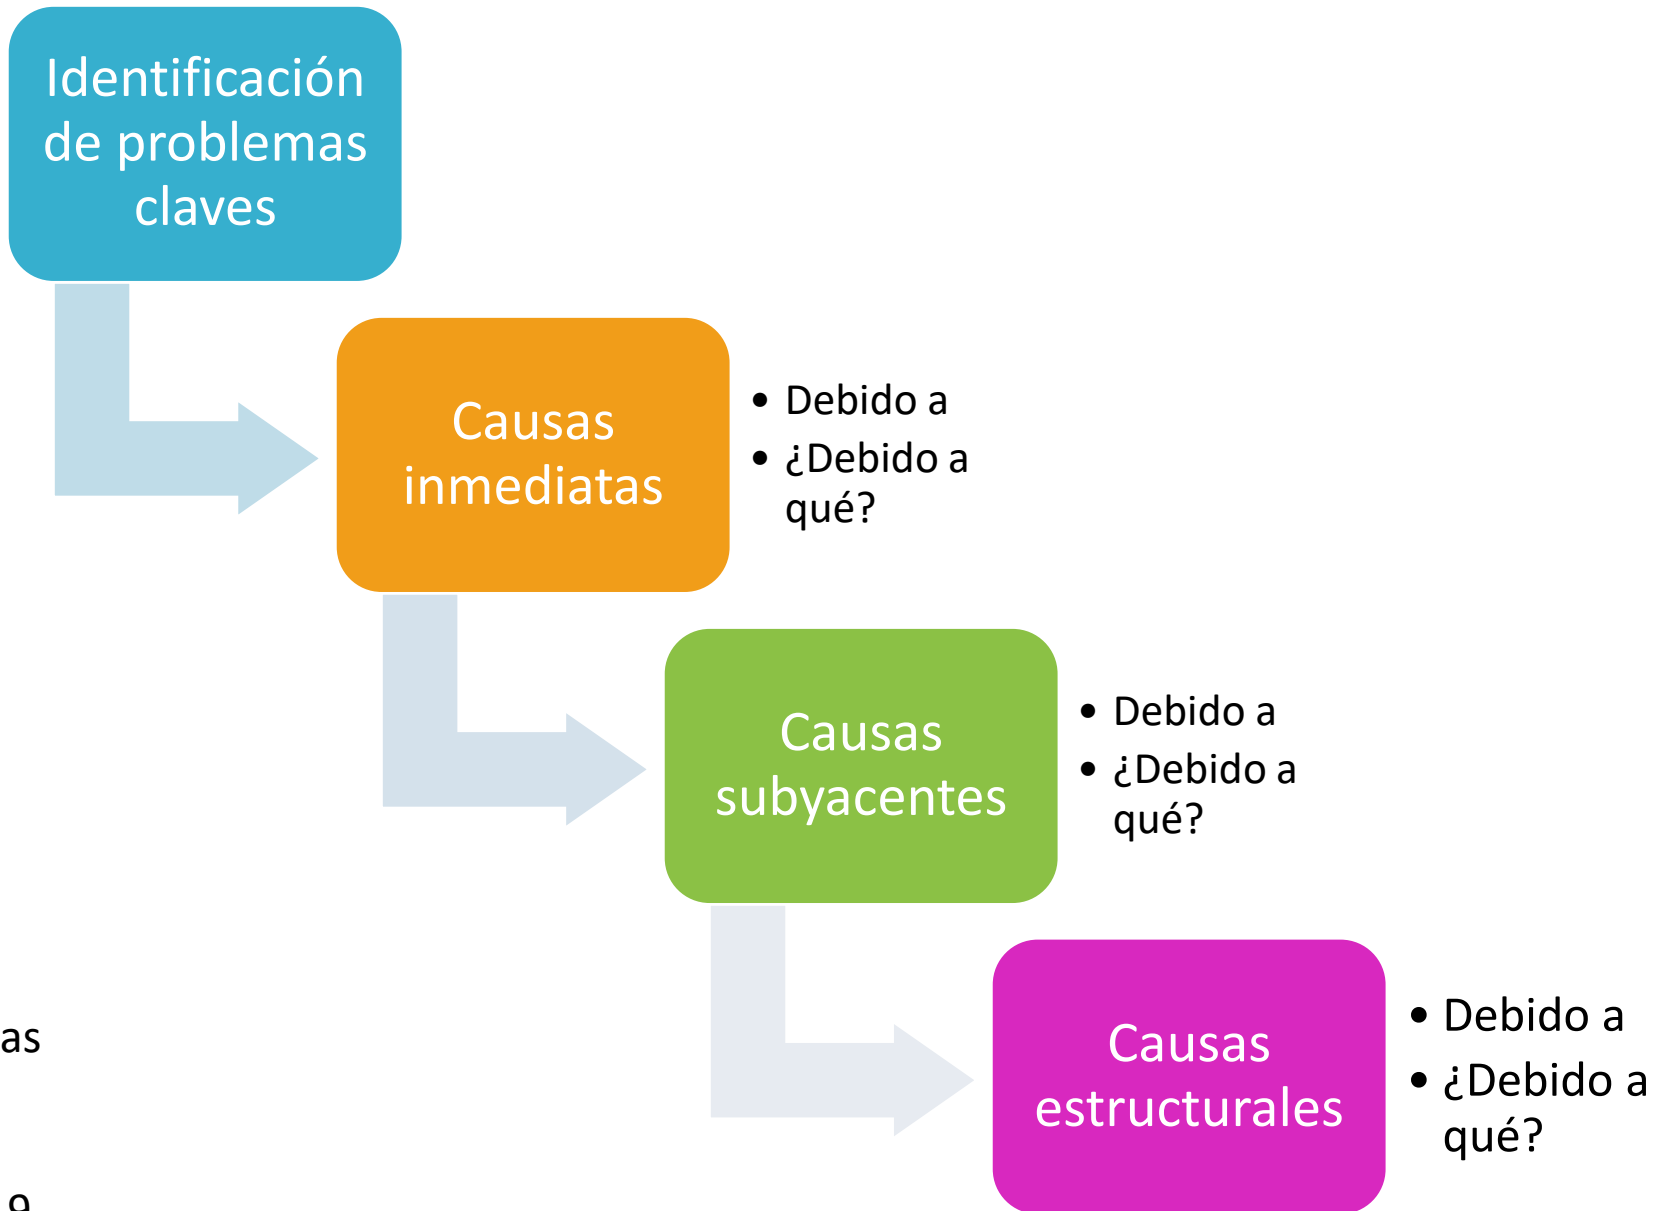 Identificación
de problemas
claves
Causas
inmediatas
• Debido a
• ¿Debido a
qué?
Causas
subyacentes
• Debido a
• ¿Debido a
qué?
as
Causas
estructurales
• Debido a
• ¿Debido a
qué?